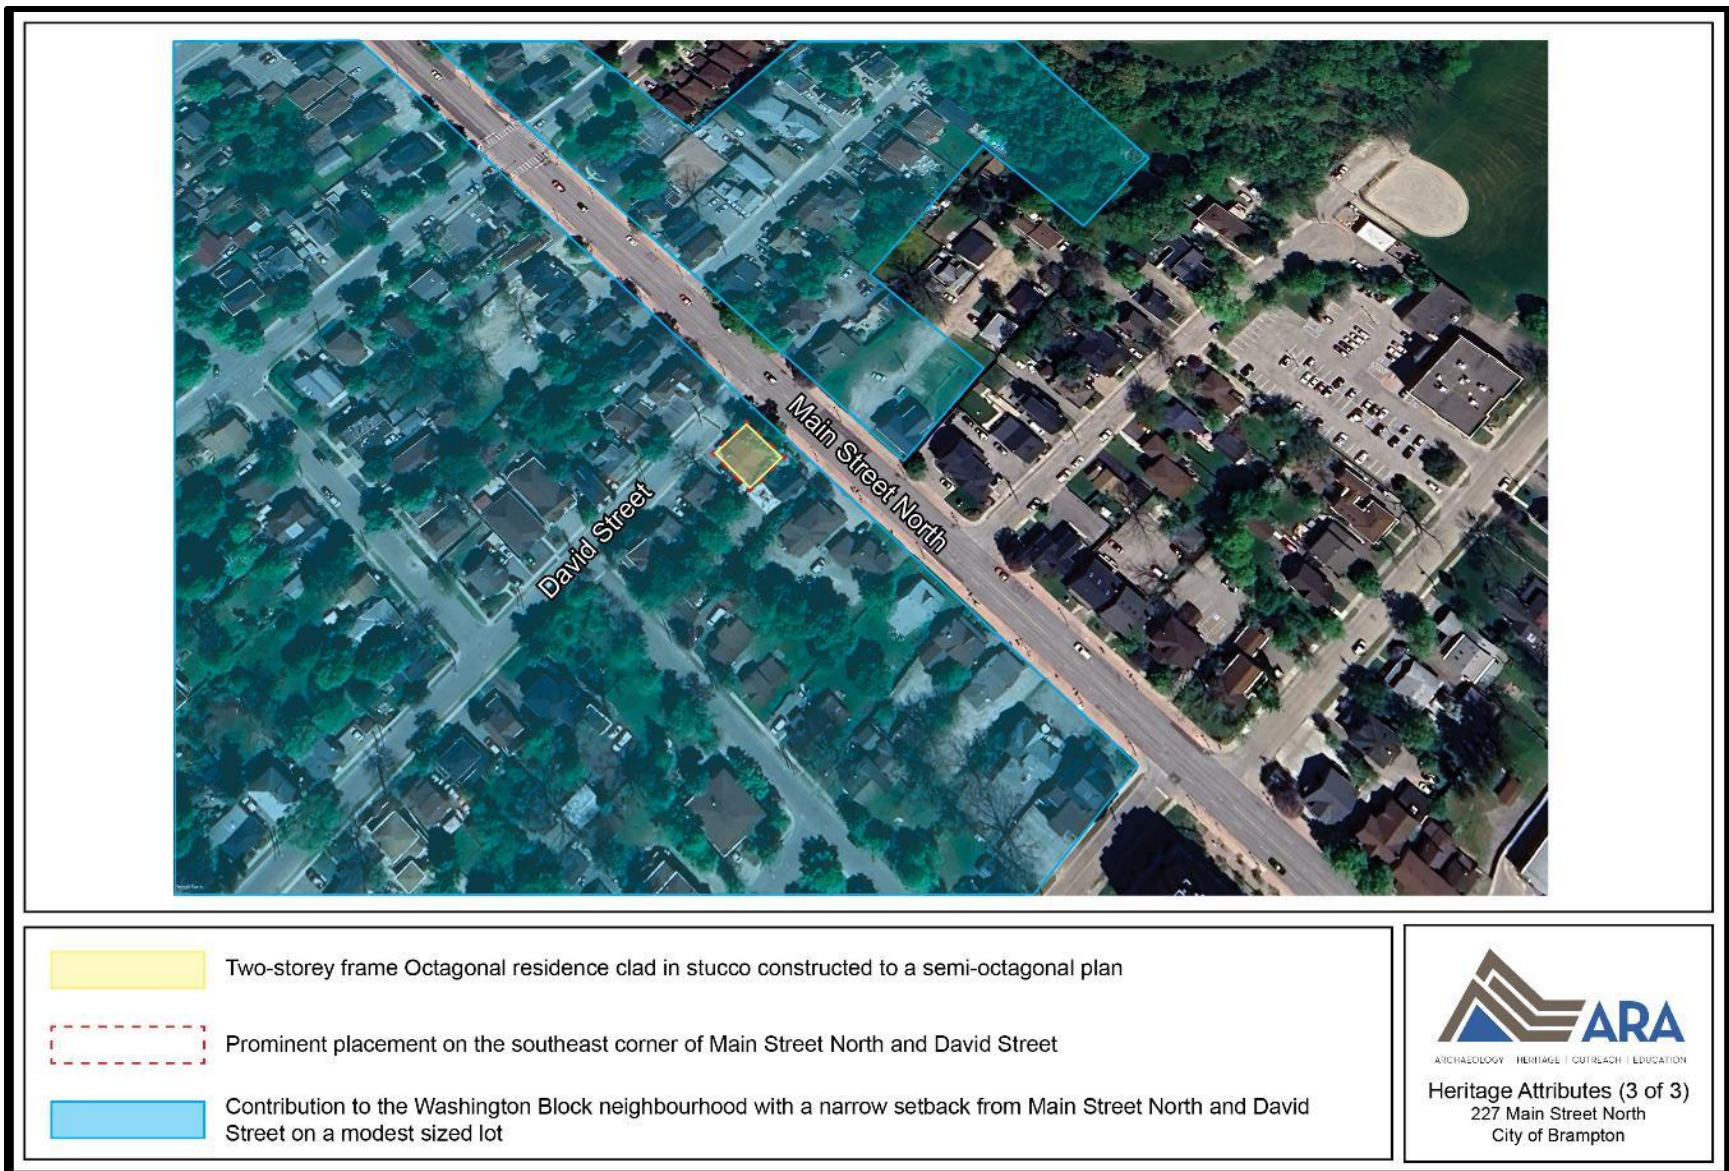 Main Street North
David Street
Two-storey frame Octagonal residence clad in stucco constructed to a semi-octagonal plan
Prominent placement on the southeast corner of Main Street North and David Street
Contribution to the Washington Block neighbourhood with a narrow setback from Main Street North and David
Street on a modest sized lot
ARA
ARCHAEOLOGY | HERITAGE | OUTREACH | EDUCATION
Heritage Attributes (3 of 3)
227 Main Street North
City of Brampton